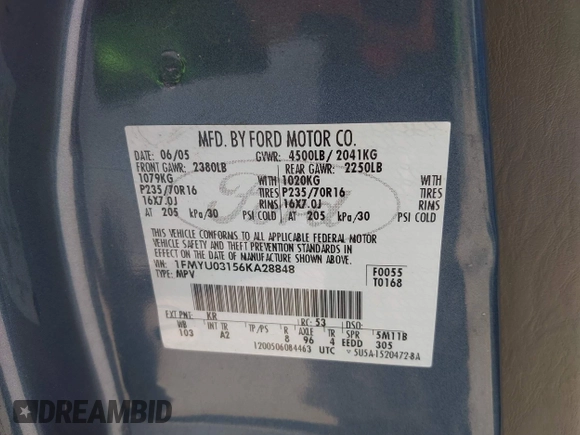 MFD. BY FORD MOTOR CO.
DATE: 06/05 GVWR: 4500LB/ 2041KG
FRONT GAWR: 2380LB REAR GAWR: 2250LB
1079KG WITH 1020KG WITH
P235/70R16 TIRES P235/70R16 TIRES
16X7.0J RIMS 16X7.0J RIMS
AT 205 kPa/30 PSI COLD AT 205 kPa/30 PSI COLD
THIS VEHICLE CONFORMS TO ALL APPLICABLE FEDERAL MOTOR
VEHICLE SAFETY AND THEFT PREVENTION STANDARDS IN
EFFECT ON THE DATE OF MANUFACTURE SHOWN ABOVE.
VIN: 1FMYU03156KA28848 F0055
TYPE: MPV T0168
Ford
EXT PNT: KR RC: 53 DSO:
WB INT TR TP/PS R AXLE TR SPR 5M11B
103 A2 8 96 4 EEDD 305
1200506084463 UTC ▽ 5U5A-1520472-BA
DREAMBID